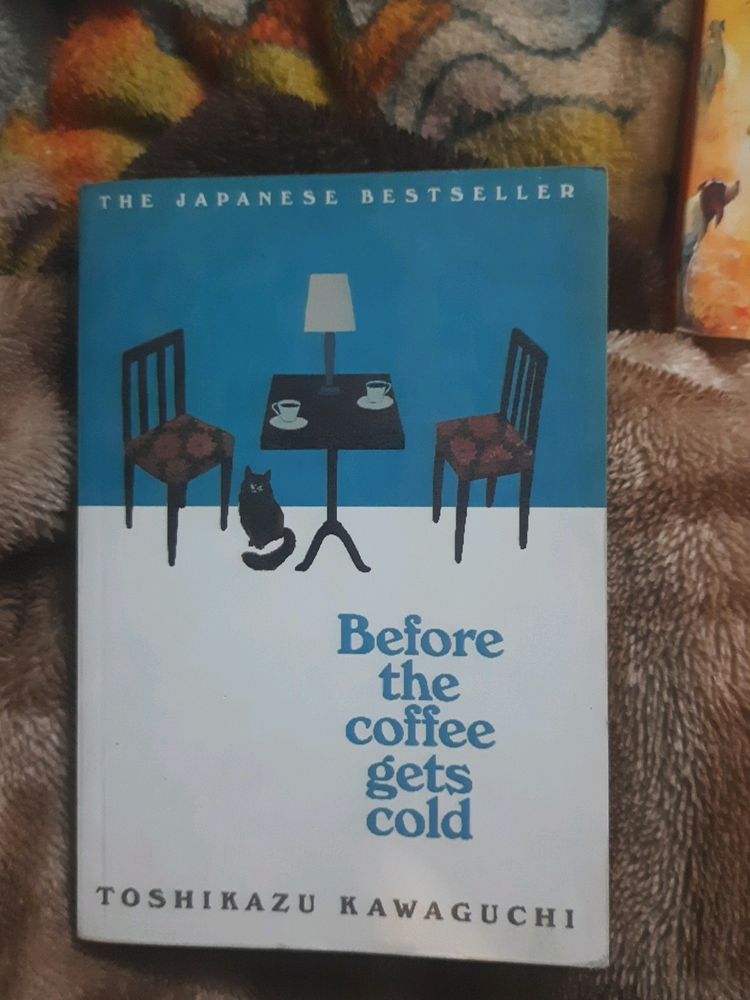 THE JAPANESE BESTSELLER
Before
the
coffee
gets
cold
TOSHIKAZU KAWAGUCHI